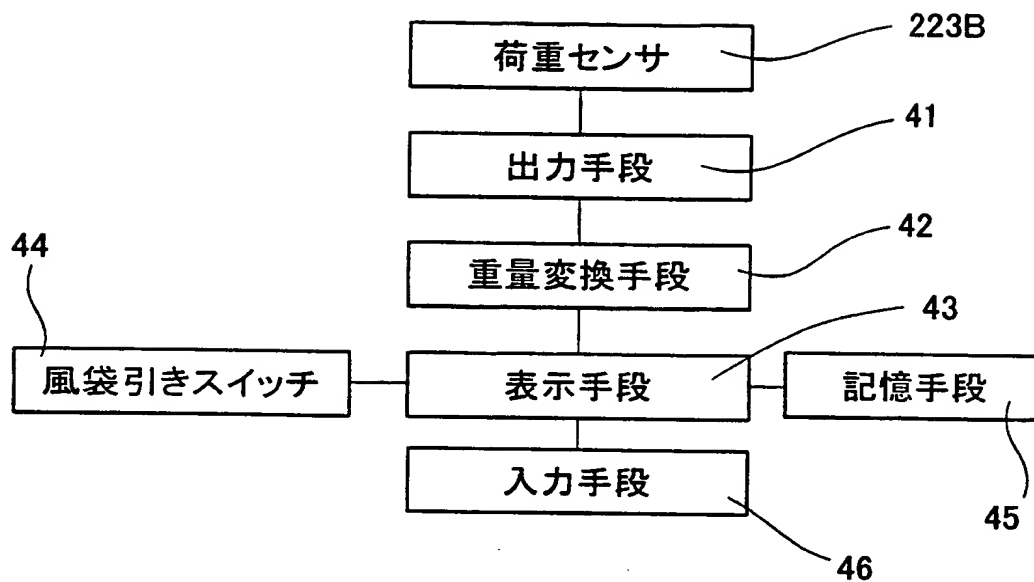 223B
荷重センサ
41
出力手段
42
重量変換手段
44
43
風袋引きスイッチ
表示手段
記憶手段
入力手段
45
46